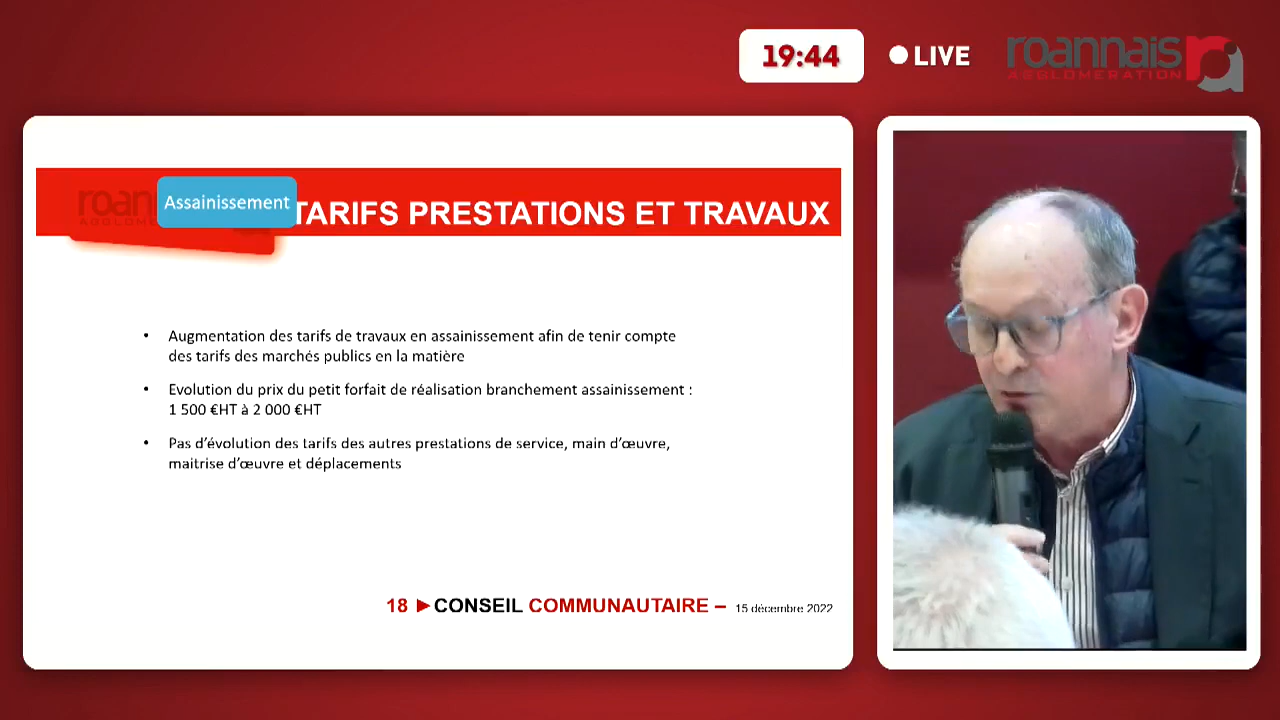 19:44
LIVE
roannais
AGGLOMERATION
Assainissement
TARIFS PRESTATIONS ET TRAVAUX
• Augmentation des tarifs de travaux en assainissement afin de tenir compte
des tarifs des marchés publics en la matière
• Evolution du prix du petit forfait de réalisation branchement assainissement :
1 500 €HT à 2 000 €HT
• Pas d’évolution des tarifs des autres prestations de service, main d’œuvre,
maitrise d’œuvre et déplacements
18 ►CONSEIL COMMUNAUTAIRE – 15 décembre 2022